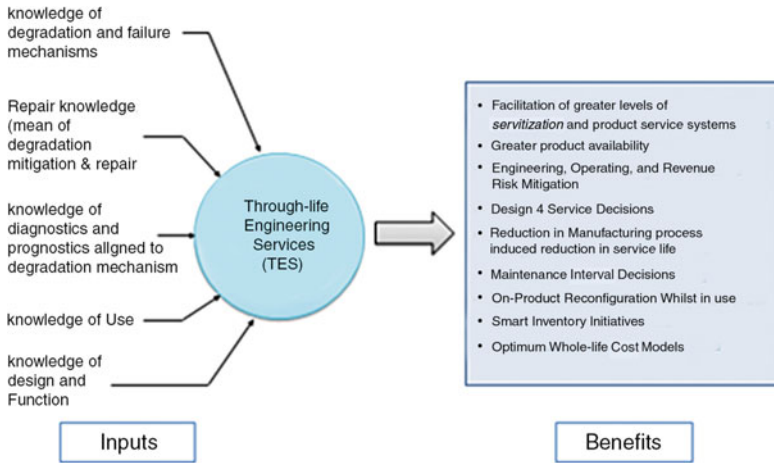 knowledge of
degradation and failure
mechanisms
Repair knowledge
(mean of
degradation
mitigation & repair
knowledge of
diagnostics and
prognostics aligned to
degradation mechanism
knowledge of Use
knowledge of
design and
Function
Inputs
Through-life
Engineering
Services
(TES)
• Facilitation of greater levels of
servitization and product service systems
• Greater product availability
• Engineering, Operating, and Revenue
Risk Mitigation
• Design 4 Service Decisions
• Reduction in Manufacturing process
induced reduction in service life
• Maintenance Interval Decisions
• On-Product Reconfiguration Whilst in use
• Smart Inventory Initiatives
• Optimum Whole-life Cost Models
Benefits